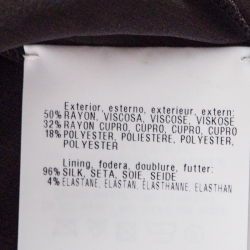 Exterior, esterno, exterieur, extern:
50% RAYON, VISCOSA, VISCOSE, VISKOSE
32% RAYON CUPRO, CUPRO, CUPRO, CUPRO
18% POLYESTER, POLIESTERE, POLYESTER,
POLYESTER
Lining, fodera, doublure, futter:
96% SILK, SETA, SOIE, SEIDE
4% ELASTANE, ELASTAN, ELASTHANNE, ELASTHAN